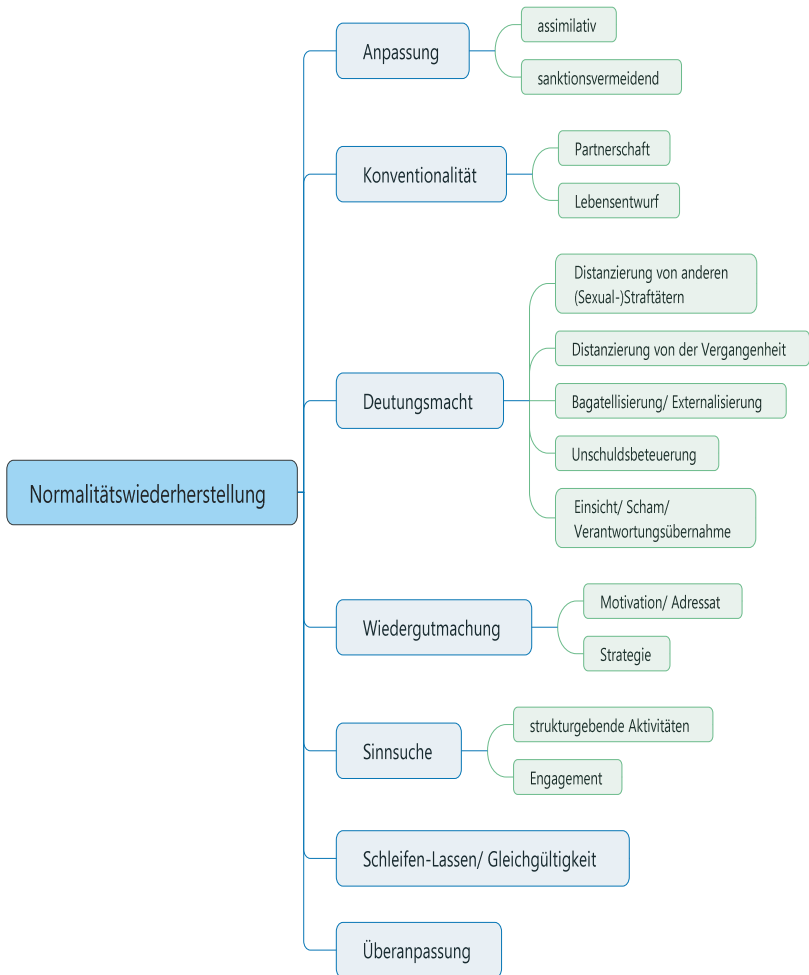 Normalitätswiederherstellung
Anpassung
assimilativ
sanktionsvermeidend
Konventionalität
Partnerschaft
Lebensentwurf
Deutungsmacht
Distanzierung von anderen
(Sexual-)Straftätern
Distanzierung von der Vergangenheit
Bagatellisierung/ Externalisierung
Unschuldsbeteuerung
Einsicht/ Scham/
Verantwortungsübernahme
Wiedergutmachung
Motivation/ Adressat
Strategie
Sinnsuche
strukturgebende Aktivitäten
Engagement
Schleifen-Lassen/ Gleichgültigkeit
Überanpassung